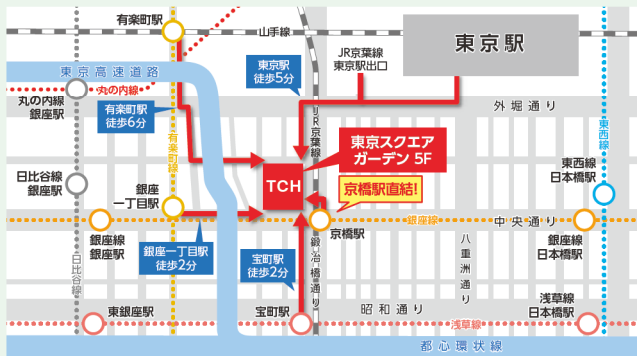 有楽町駅
山手線
東京駅
東京高速道路
丸の内線
丸の内線
銀座駅
有楽町駅
徒歩6分
東京駅
徒歩5分
JR京葉線
東京駅出口
外堀通り
JR京葉線
東西線
有楽町線
東京スクエア
ガーデン 5F
TCH
京橋駅直結!
日比谷線
銀座駅
銀座
一丁目駅
東西線
日本橋駅
銀座線
銀座駅
銀座一丁目駅
徒歩2分
宝町駅
徒歩2分
京橋駅
銀座線
中央通り
銀座線
日本橋駅
日比谷線
鍛冶橋通り
八重洲通り
東銀座駅
宝町駅
昭和通り
浅草線
浅草線
日本橋駅
都心環状線